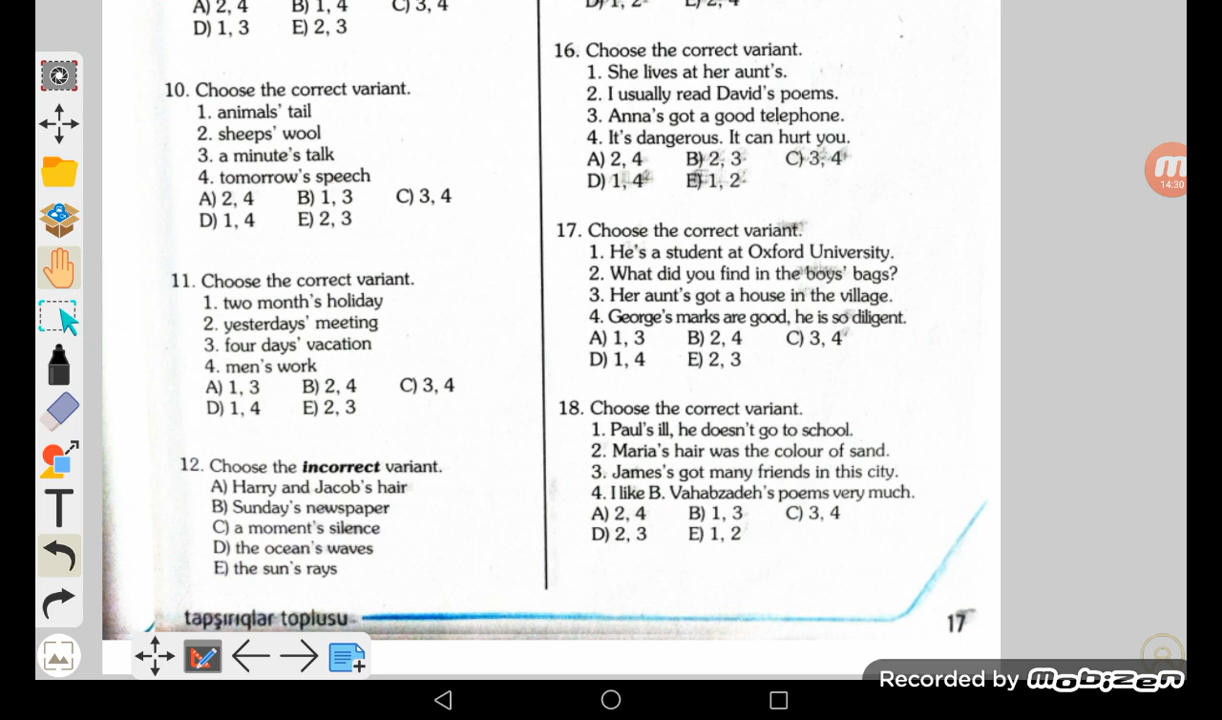 A) 2, 4 B) 1, 4 C) 3, 4
D) 1, 3 E) 2, 3
10. Choose the correct variant.
1. animals' tail
2. sheeps' wool
3. a minute's talk
4. tomorrow's speech
A) 2, 4 B) 1, 3 C) 3, 4
D) 1, 4 E) 2, 3
11. Choose the correct variant.
1. two month's holiday
2. yesterdays' meeting
3. four days' vacation
4. men's work
A) 1, 3 B) 2, 4 C) 3, 4
D) 1, 4 E) 2, 3
12. Choose the incorrect variant.
A) Harry and Jacob's hair
B) Sunday's newspaper
C) a moment's silence
D) the ocean's waves
E) the sun's rays
D) 1, 2 E) 2, 4
16. Choose the correct variant.
1. She lives at her aunt's.
2. I usually read David's poems.
3. Anna's got a good telephone.
4. It's dangerous. It can hurt you.
A) 2, 4 B) 2, 3 C) 3, 4
D) 1, 4 E) 1, 2
17. Choose the correct variant.
1. He's a student at Oxford University.
2. What did you find in the boys' bags?
3. Her aunt's got a house in the village.
4. George's marks are good, he is so diligent.
A) 1, 3 B) 2, 4 C) 3, 4
D) 1, 4 E) 2, 3
18. Choose the correct variant.
1. Paul's ill, he doesn't go to school.
2. Maria's hair was the colour of sand.
3. James's got many friends in this city.
4. I like B. Vahabzadeh's poems very much.
A) 2, 4 B) 1, 3 C) 3, 4
D) 2, 3 E) 1, 2
tapşırıqlar toplusu
17
14:30
Recorded by mobizen